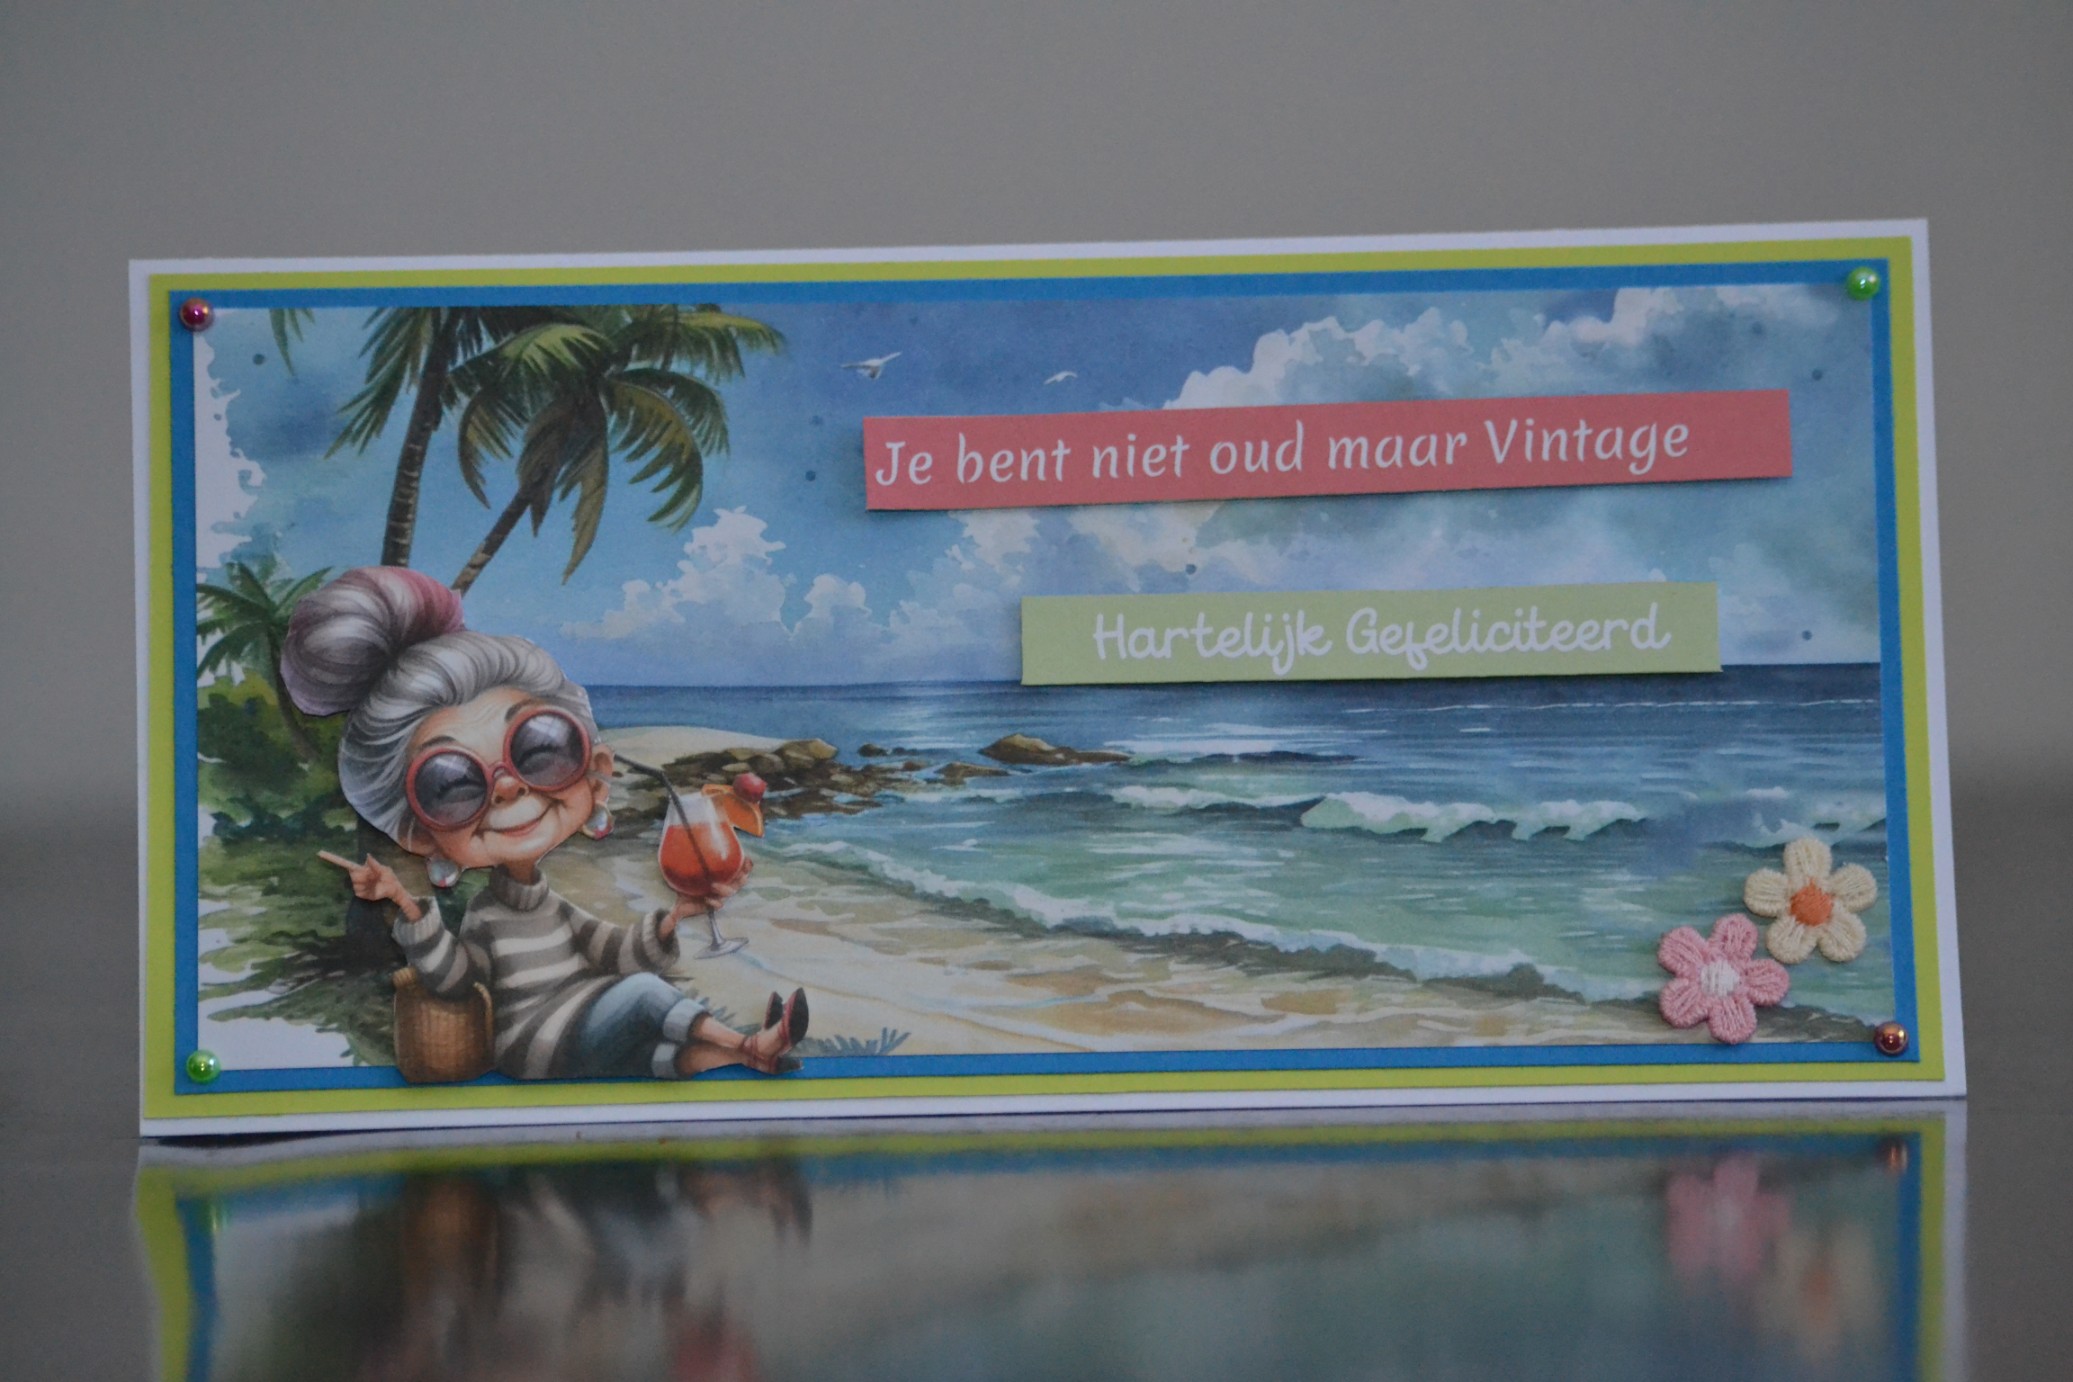 Je bent niet oud maar Vintage
Hartelijk Gefeliciteerd